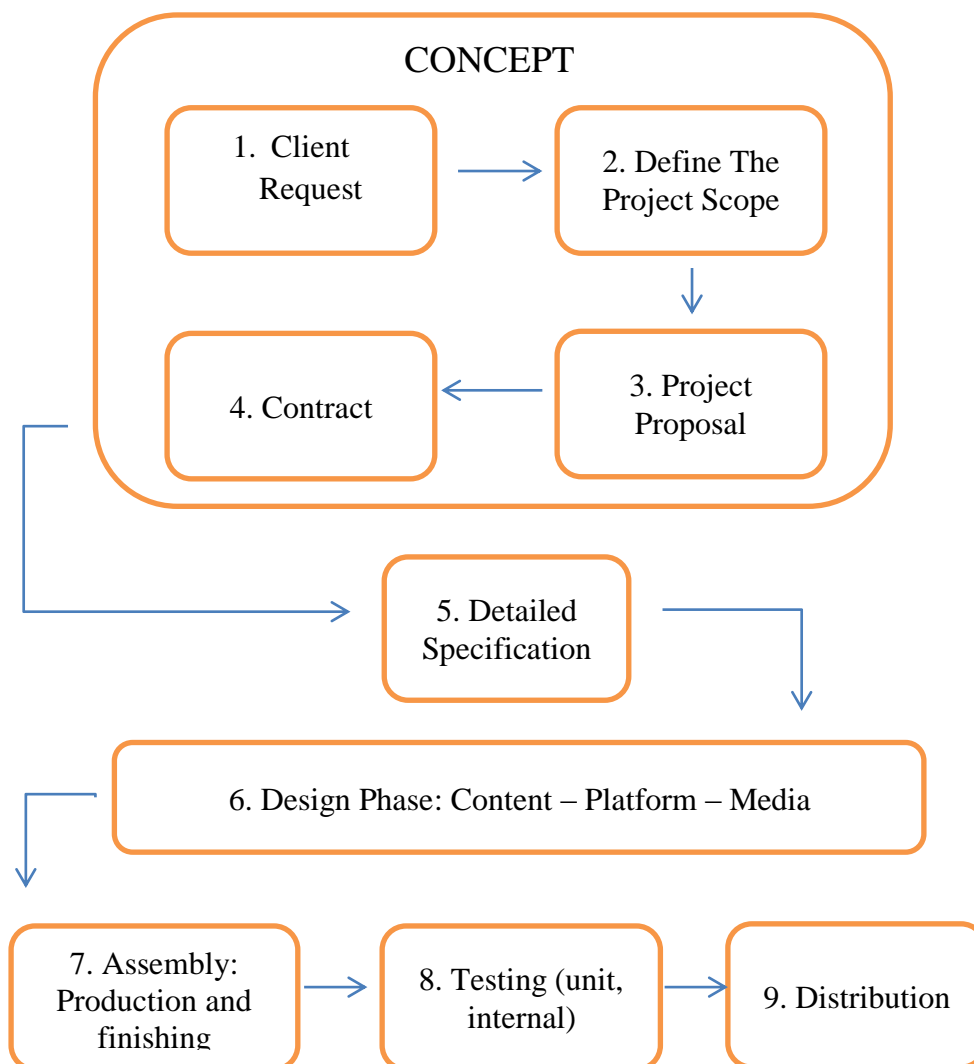 CONCEPT
1. Client
Request
2. Define The
Project Scope
3. Project
Proposal
4. Contract
5. Detailed
Specification
6. Design Phase: Content – Platform – Media
7. Assembly:
Production and
finishing
8. Testing (unit,
internal)
9. Distribution